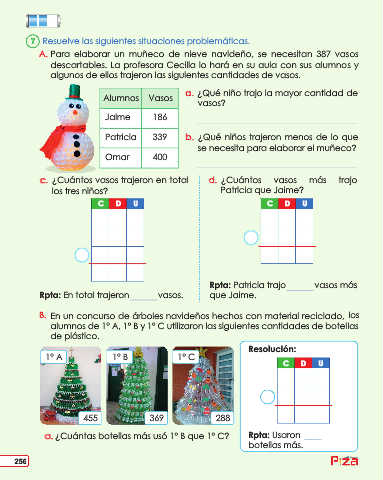 7 Resuelve las siguientes situaciones problemáticas.
A. Para elaborar un muñeco de nieve navideño, se necesitan 387 vasos
descartables. La profesora Cecilia lo hará en su aula con sus alumnos y
algunos de ellos trajeron las siguientes cantidades de vasos.
Alumnos Vasos
Jaime 186
Patricia 339
Omar 400
a. ¿Qué niño trajo la mayor cantidad de
vasos?
b. ¿Qué niños trajeron menos de lo que
se necesita para elaborar el muñeco?
c. ¿Cuántos vasos trajeron en total
los tres niños?
C D U
Rpta: En total trajeron ______ vasos.
d. ¿Cuántos vasos más trajo
Patricia que Jaime?
C D U
Rpta: Patricia trajo ______ vasos más
que Jaime.
B. En un concurso de árboles navideños hechos con material reciclado, los
alumnos de 1° A, 1° B y 1° C utilizaron las siguientes cantidades de botellas
de plástico.
1° A 1° B 1° C
455 369 288
a. ¿Cuántas botellas más usó 1° B que 1° C?
Resolución:
C D U
Rpta: Usaron ____
botellas más.
256